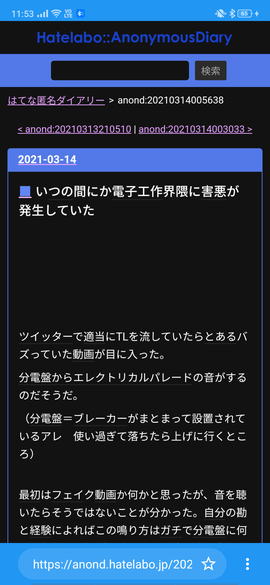 11:53
65
Hatelabo::AnonymousDiary
検索
はてな匿名ダイアリー > anond:20210314005638
< anond:20210313210510 | anond:20210314003033 >
2021-03-14
■ いつの間にか電子工作界隈に害悪が
発生していた
ツイッターで適当にTLを流していたらとあるバ
ズっていた動画が目に入った。
分電盤からエレクトリカルパレードの音がする
のだそうだ。
（分電盤＝ブレーカーがまとまって設置されて
いるアレ　使い過ぎて落ちたら上げに行くとこ
ろ）
最初はフェイク動画か何かと思ったが、音を聴
いたらそうではないことが分かった。自分の勘
と経験によればこの鳴り方はガチで分電盤に何
https://anond.hatelabo.jp/202